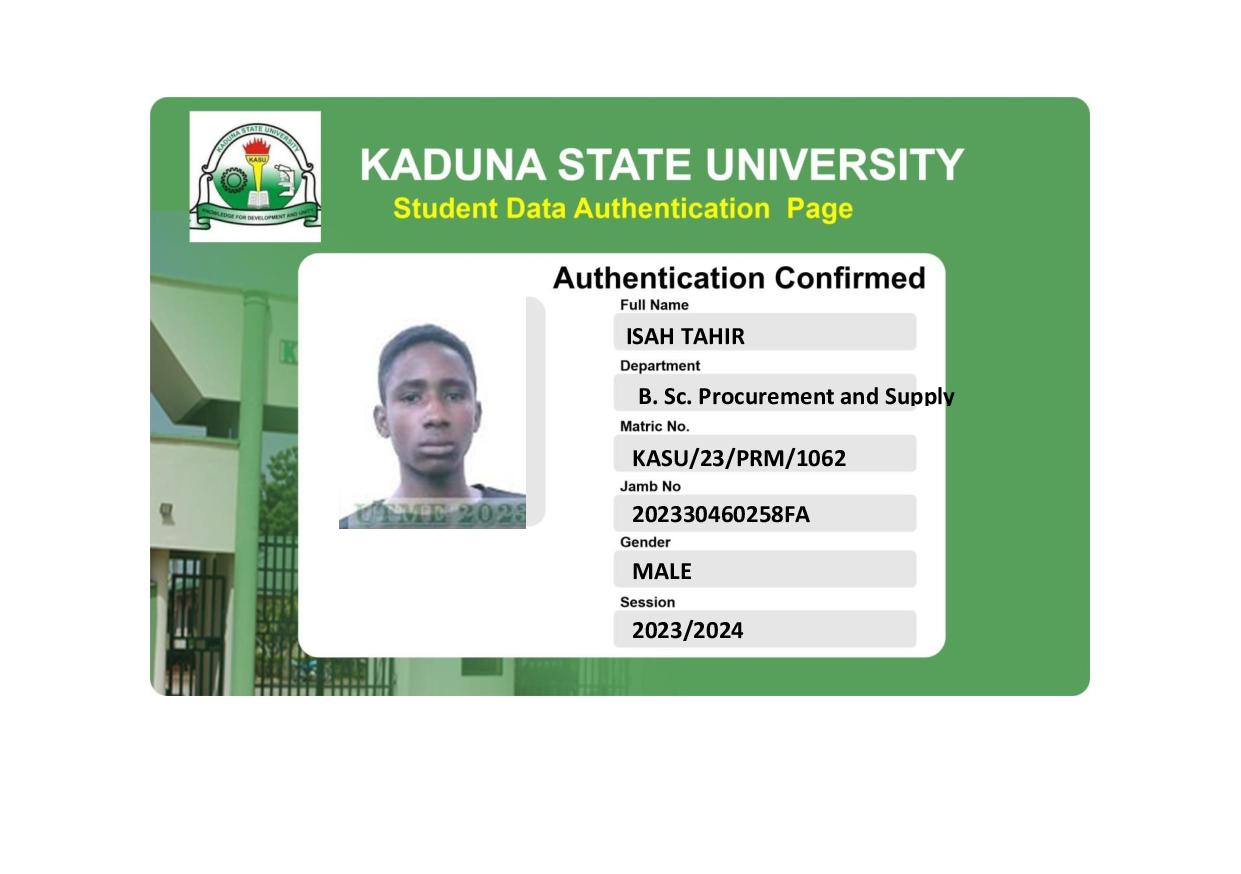 KADUNA STATE UNIVERSITY
KASU
KNOWLEDGE FOR DEVELOPMENT AND UNITY
KADUNA STATE UNIVERSITY
Student Data Authentication Page
Authentication Confirmed
Full Name
ISAH TAHIR
Department
B. Sc. Procurement and Supply
Matric No.
KASU/23/PRM/1062
Jamb No
202330460258FA
Gender
MALE
Session
2023/2024
UTME 2023
K